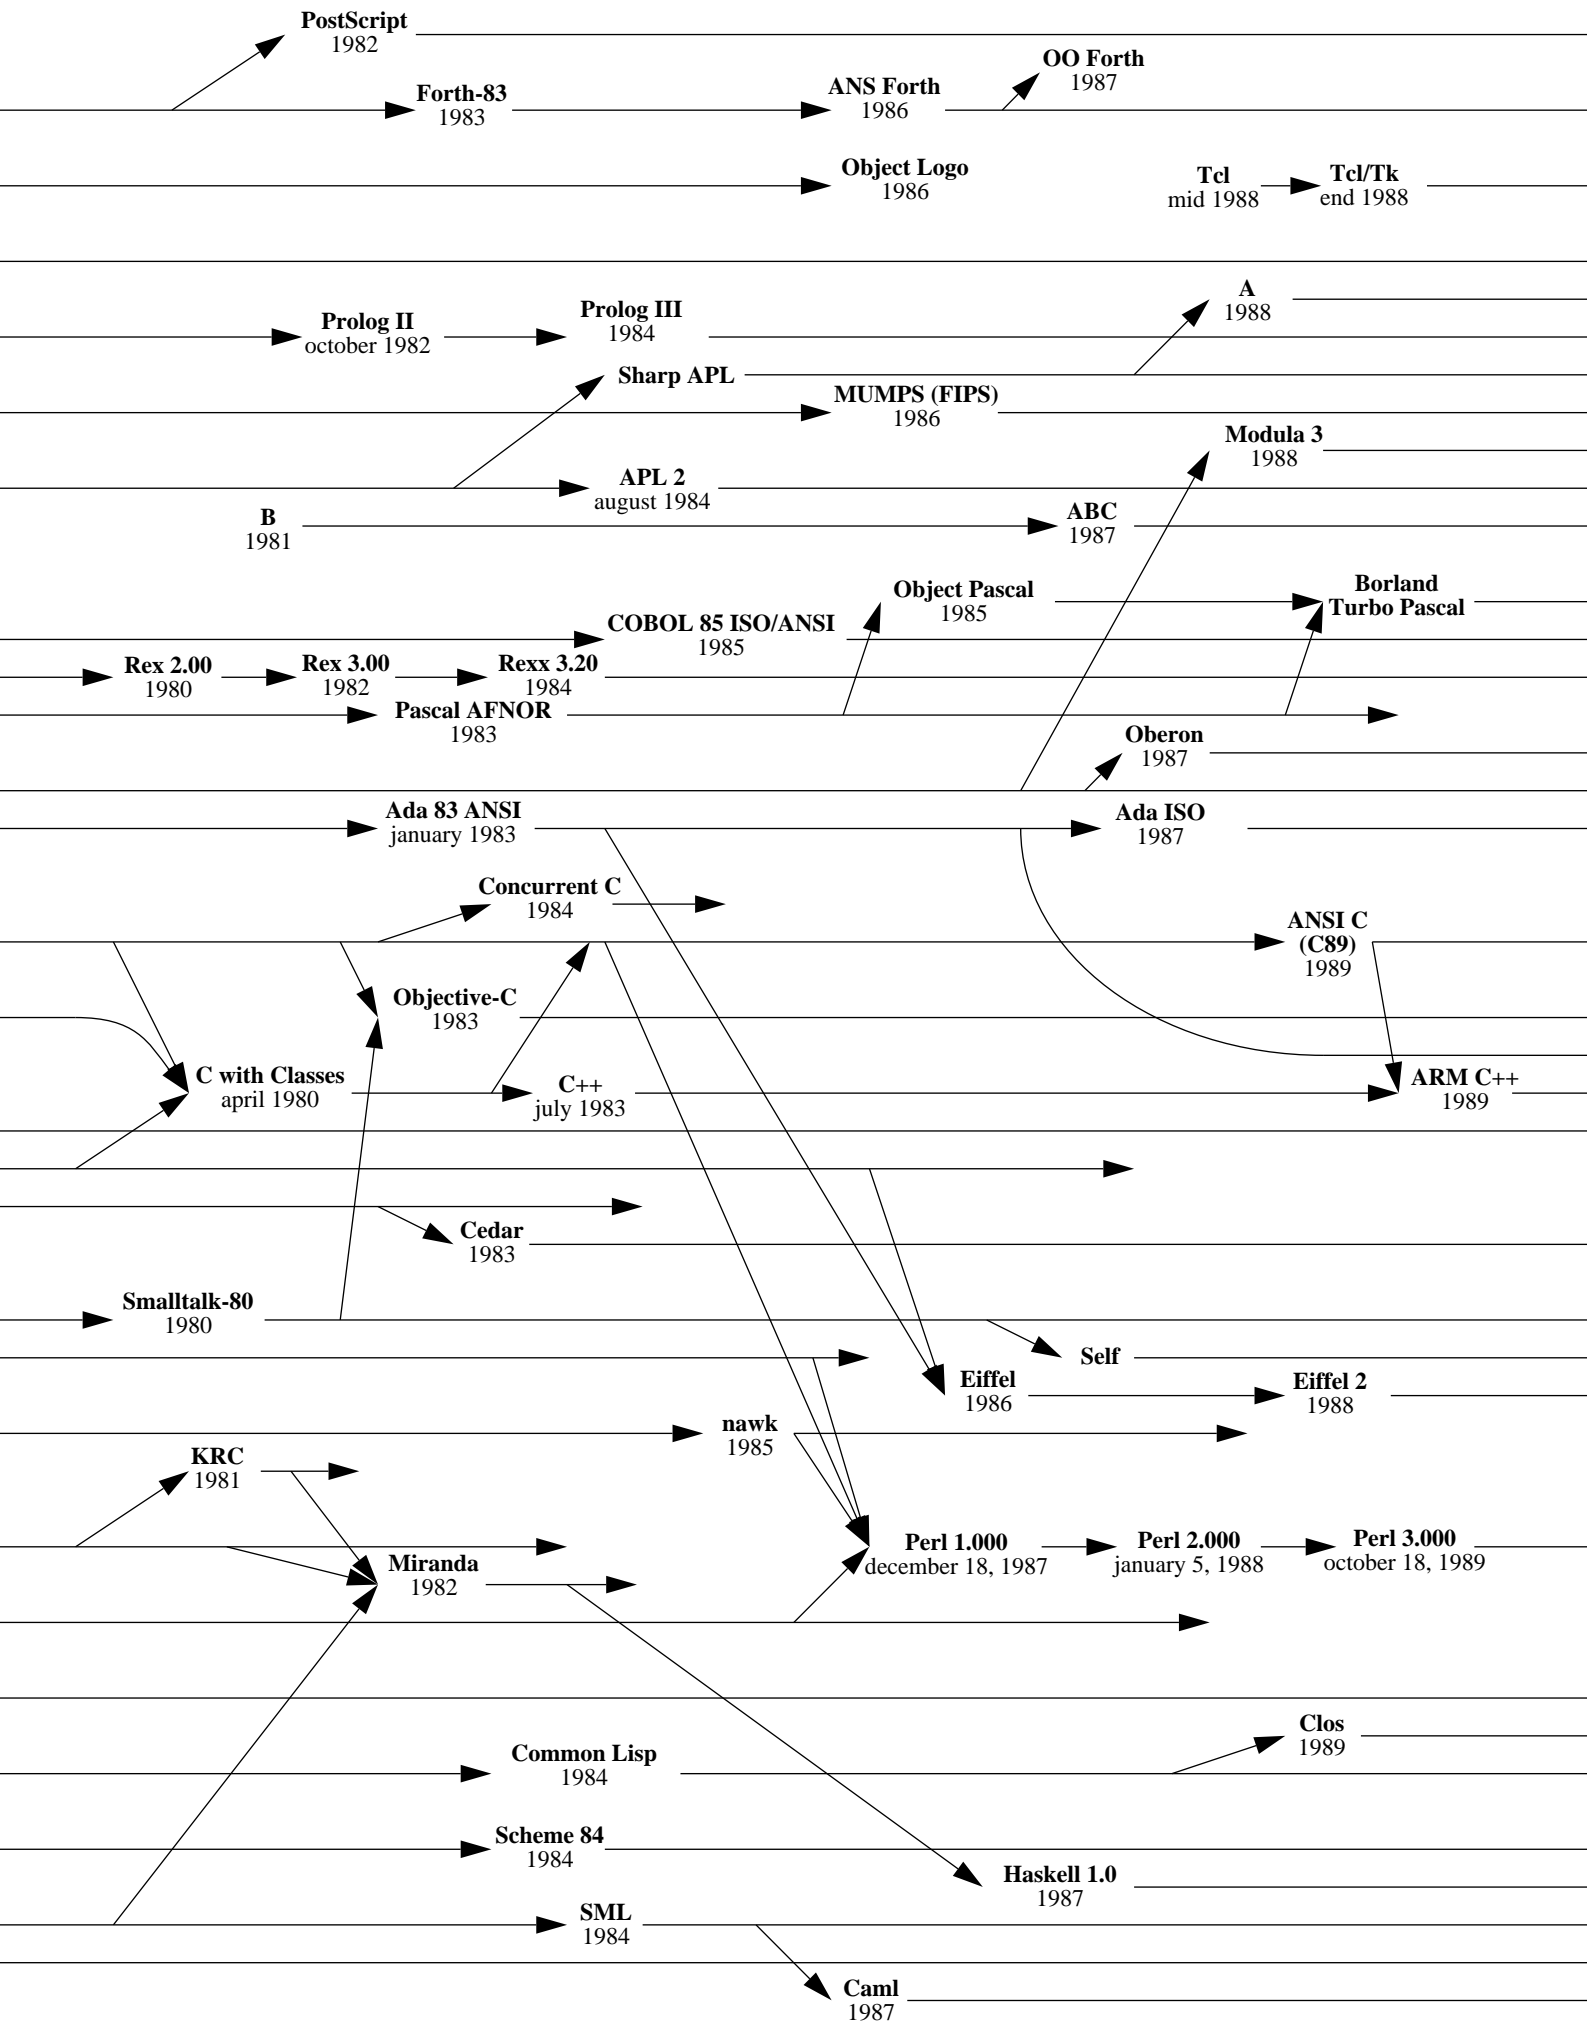 PostScript
1982
OO Forth
1987
Forth-83
1983
ANS Forth
1986
Object Logo
1986
Tcl
mid 1988
Tcl/Tk
end 1988
A
1988
Prolog II
october 1982
Prolog III
1984
Sharp APL
MUMPS (FIPS)
1986
Modula 3
1988
APL 2
august 1984
B
1981
ABC
1987
Object Pascal
1985
Borland
Turbo Pascal
COBOL 85 ISO/ANSI
1985
Rex 2.00
1980
Rex 3.00
1982
Rexx 3.20
1984
Pascal AFNOR
1983
Oberon
1987
Ada 83 ANSI
january 1983
Ada ISO
1987
Concurrent C
1984
ANSI C
(C89)
1989
Objective-C
1983
C with Classes
april 1980
C++
july 1983
ARM C++
1989
Cedar
1983
Smalltalk-80
1980
Self
Eiffel
1986
Eiffel 2
1988
nawk
1985
KRC
1981
Perl 1.000
december 18, 1987
Perl 2.000
january 5, 1988
Perl 3.000
october 18, 1989
Miranda
1982
Clos
1989
Common Lisp
1984
Scheme 84
1984
Haskell 1.0
1987
SML
1984
Caml
1987